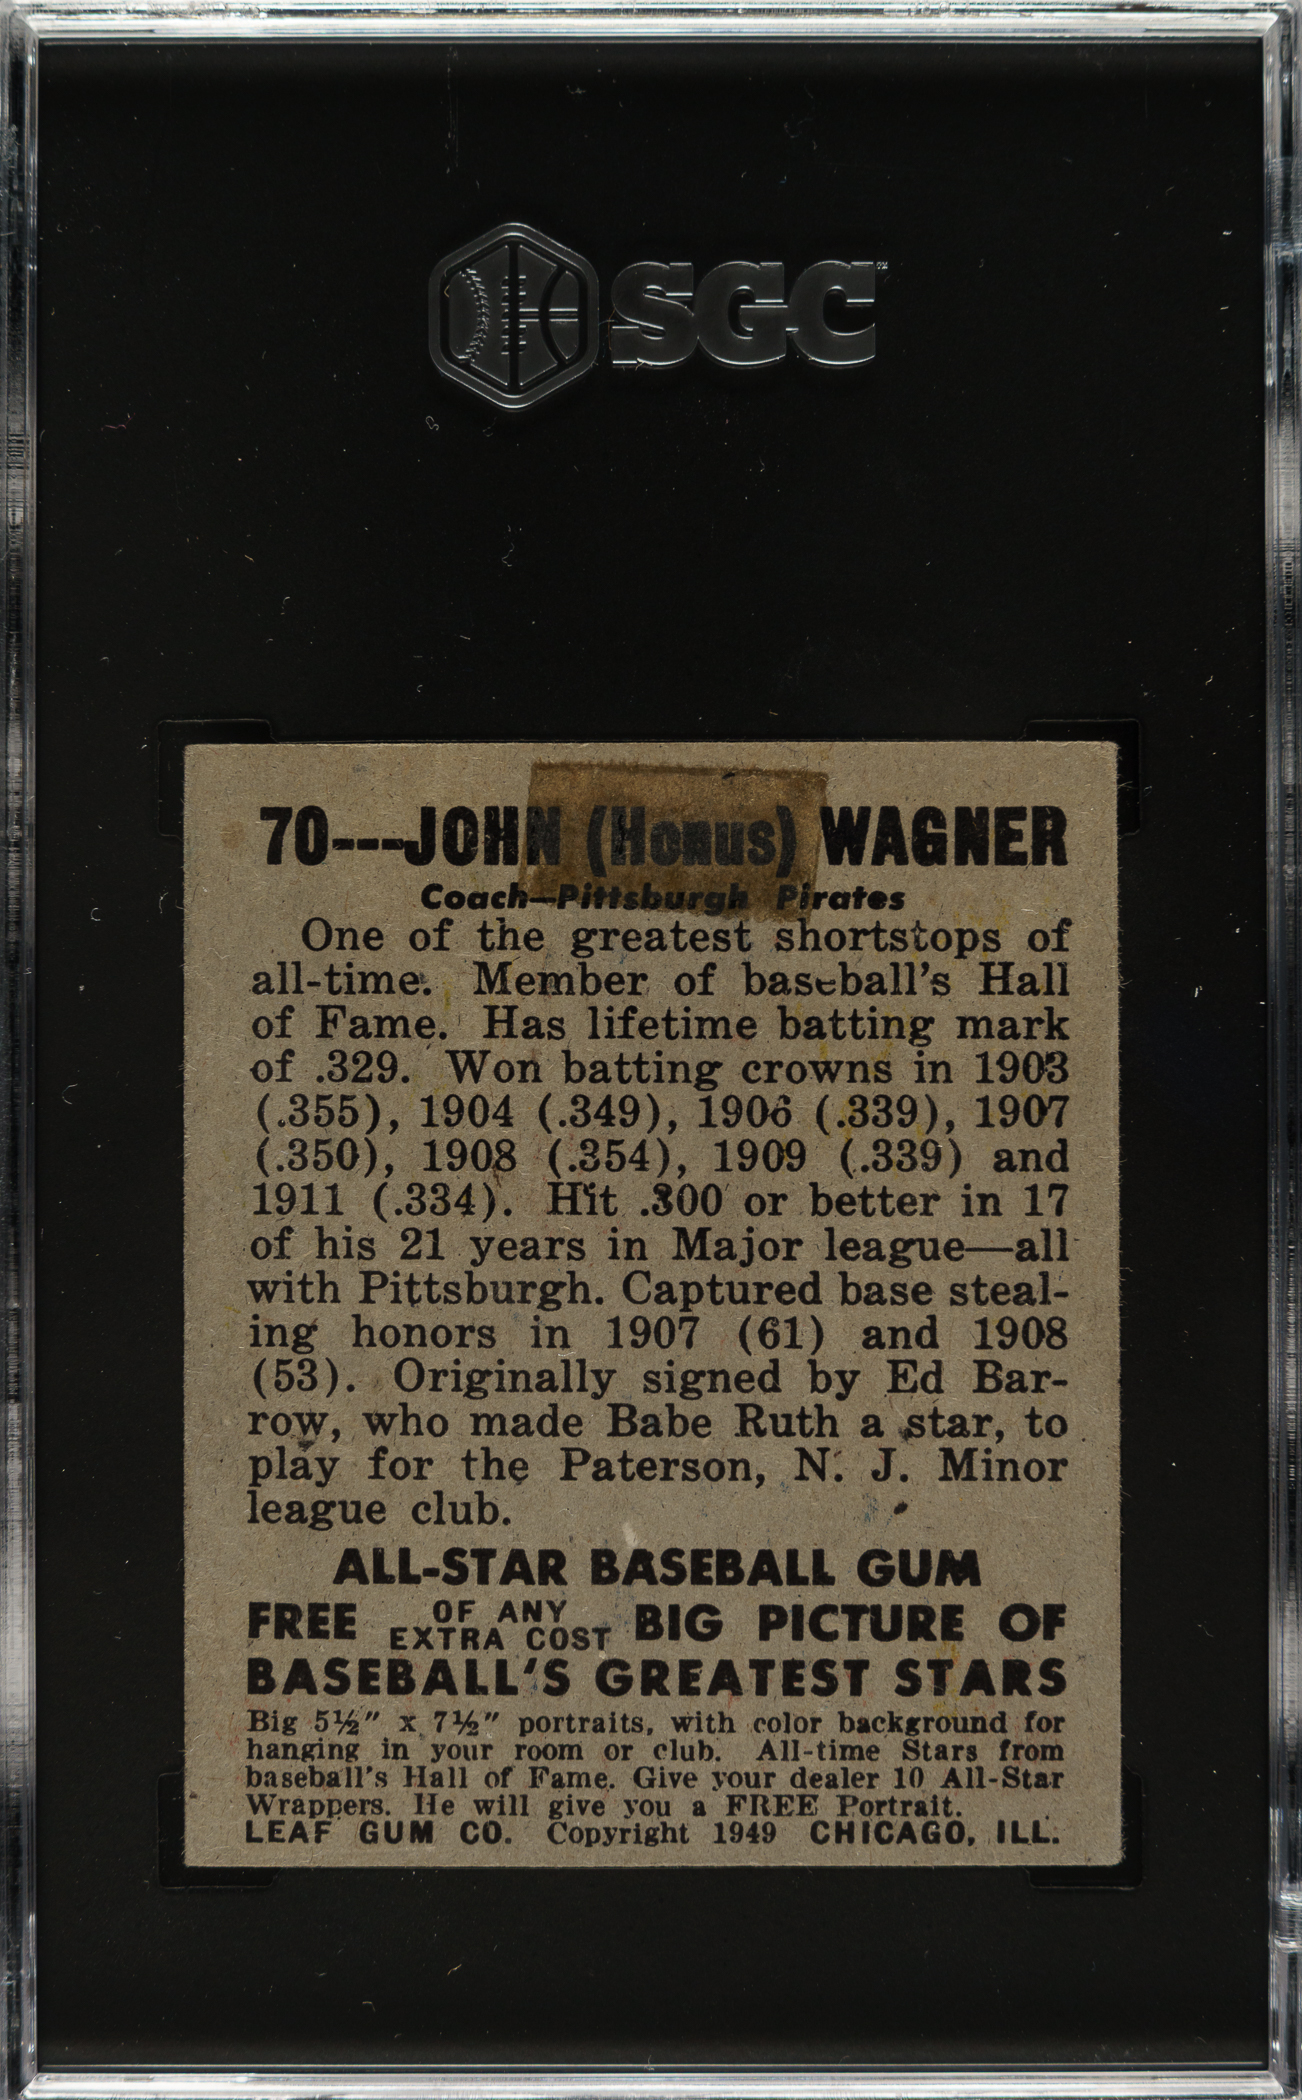 SGC™
70---JOHN (Honus) WAGNER
Coach—Pittsburgh Pirates
One of the greatest shortstops of
all-time. Member of baseball's Hall
of Fame. Has lifetime batting mark
of .329. Won batting crowns in 1903
(.355), 1904 (.349), 1906 (.339), 1907
(.350), 1908 (.354), 1909 (.339) and
1911 (.334). Hit .300 or better in 17
of his 21 years in Major league—all
with Pittsburgh. Captured base steal-
ing honors in 1907 (61) and 1908
(53). Originally signed by Ed Bar-
row, who made Babe Ruth a star, to
play for the Paterson, N. J. Minor
league club.
ALL-STAR BASEBALL GUM
FREE OF ANY EXTRA COST BIG PICTURE OF
BASEBALL'S GREATEST STARS
Big 5½" x 7½" portraits, with color background for
hanging in your room or club. All-time Stars from
baseball's Hall of Fame. Give your dealer 10 All-Star
Wrappers. He will give you a FREE Portrait.
LEAF GUM CO. Copyright 1949 CHICAGO, ILL.